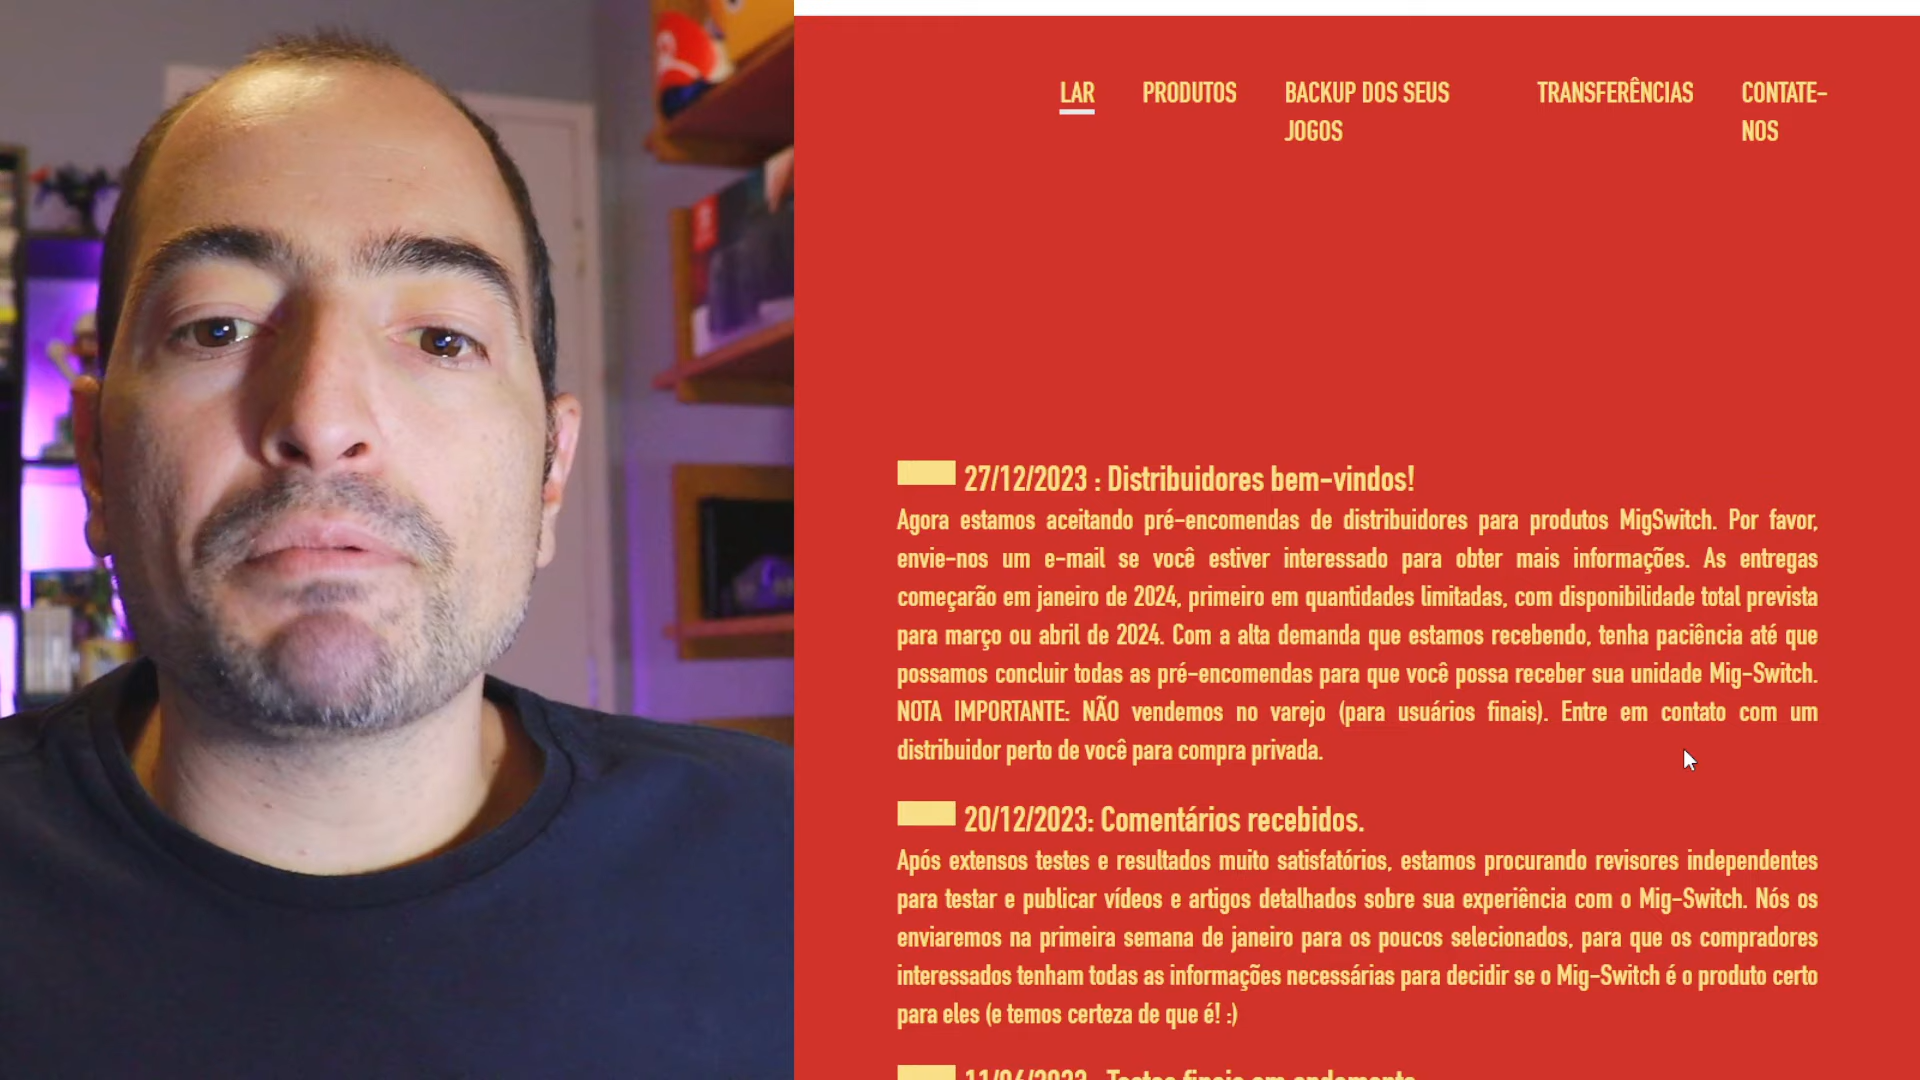 LAR
PRODUTOS
BACKUP DOS SEUS
JOGOS
TRANSFERÊNCIAS
CONTATE-
NOS
27/12/2023 : Distribuidores bem-vindos!
Agora estamos aceitando pré-encomendas de distribuidores para produtos MigSwitch. Por favor,
envie-nos um e-mail se você estiver interessado para obter mais informações. As entregas
começarão em janeiro de 2024, primeiro em quantidades limitadas, com disponibilidade total prevista
para março ou abril de 2024. Com a alta demanda que estamos recebendo, tenha paciência até que
possamos concluir todas as pré-encomendas para que você possa receber sua unidade Mig-Switch.
NOTA IMPORTANTE: NÃO vendemos no varejo (para usuários finais). Entre em contato com um
distribuidor perto de você para compra privada.
20/12/2023: Comentários recebidos.
Após extensos testes e resultados muito satisfatórios, estamos procurando revisores independentes
para testar e publicar vídeos e artigos detalhados sobre sua experiência com o Mig-Switch. Nós os
enviaremos na primeira semana de janeiro para os poucos selecionados, para que os compradores
interessados tenham todas as informações necessárias para decidir se o Mig-Switch é o produto certo
para eles (e temos certeza de que é! :)
11/06/2023 : Testes finais em andamento